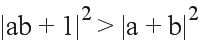 |ab + 1|² > |a + b|²